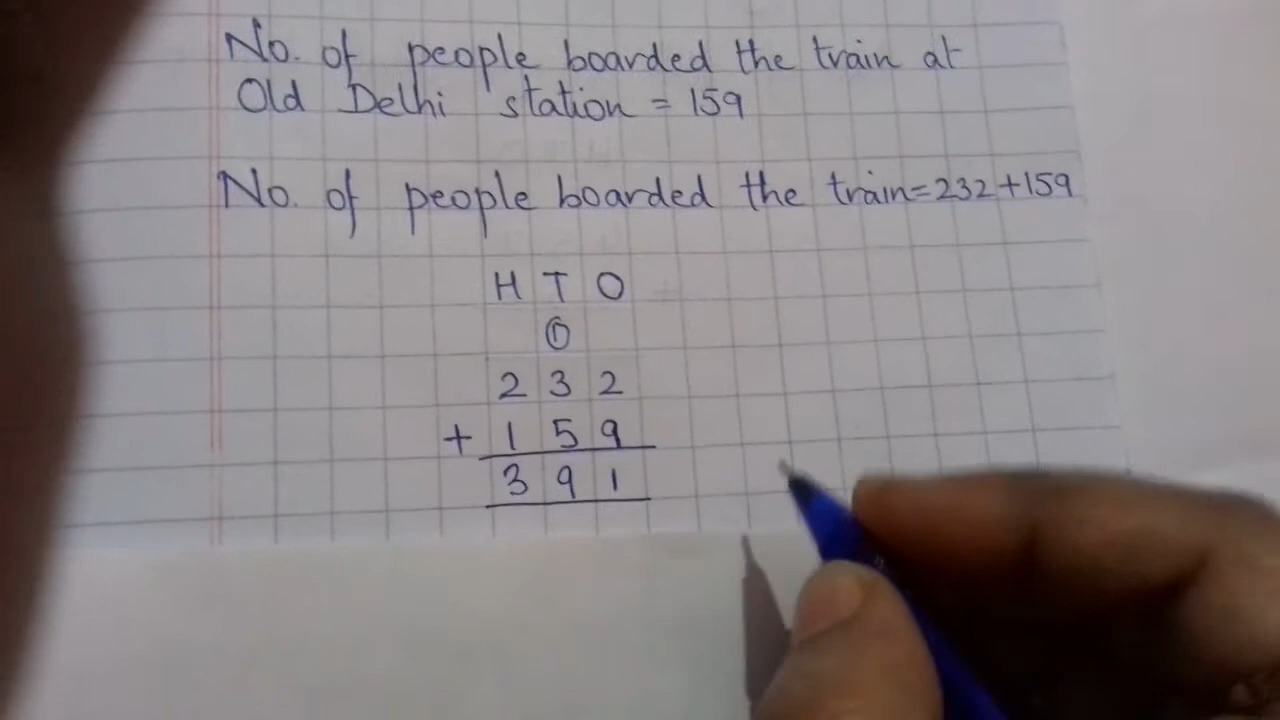 No. of people boarded the train at
Old Delhi station = 159
No. of people boarded the train=232+159
H T O
①
2 3 2
+ 1 5 9
3 9 1